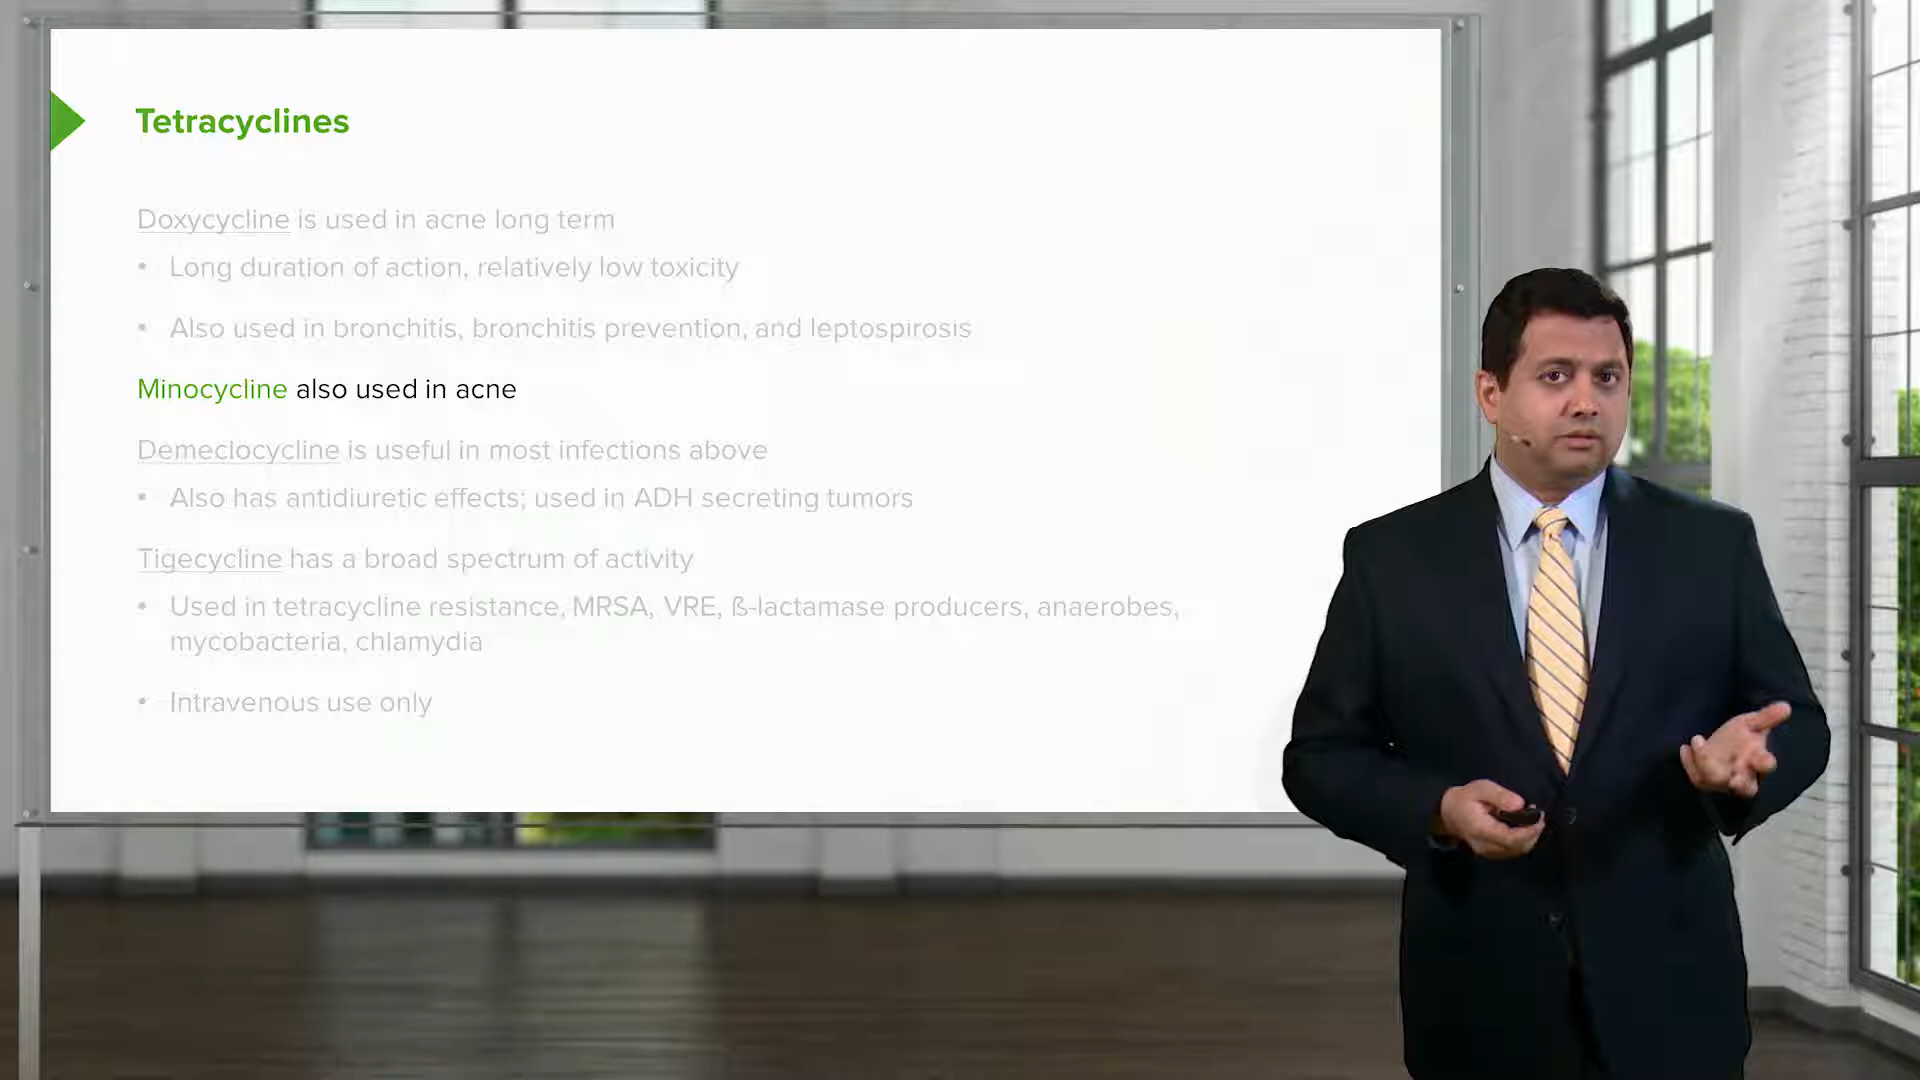 Tetracyclines
Doxycycline is used in acne long term
• Long duration of action, relatively low toxicity
• Also used in bronchitis, bronchitis prevention, and leptospirosis
Minocycline also used in acne
Demeclocycline is useful in most infections above
• Also has antidiuretic effects; used in ADH secreting tumors
Tigecycline has a broad spectrum of activity
• Used in tetracycline resistance, MRSA, VRE, ß-lactamase producers, anaerobes,
mycobacteria, chlamydia
• Intravenous use only